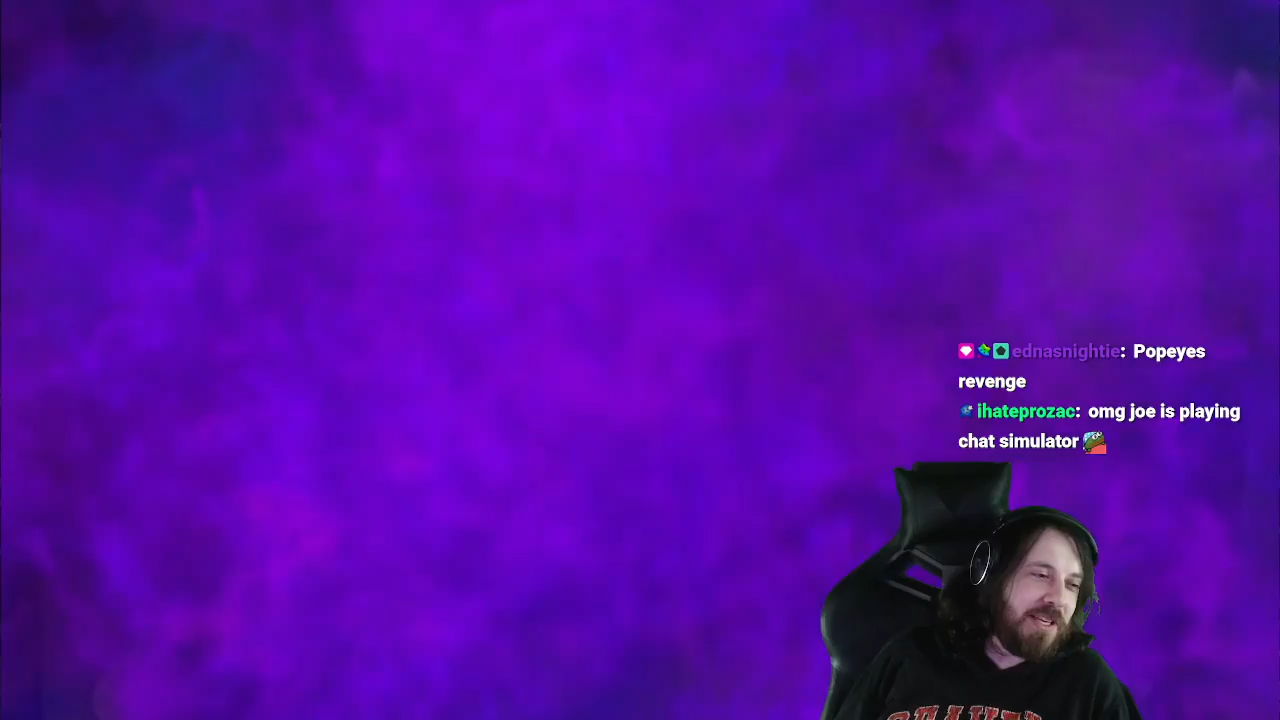 ednasnightie: Popeyes
revenge
ihateprozac: omg joe is playing
chat simulator